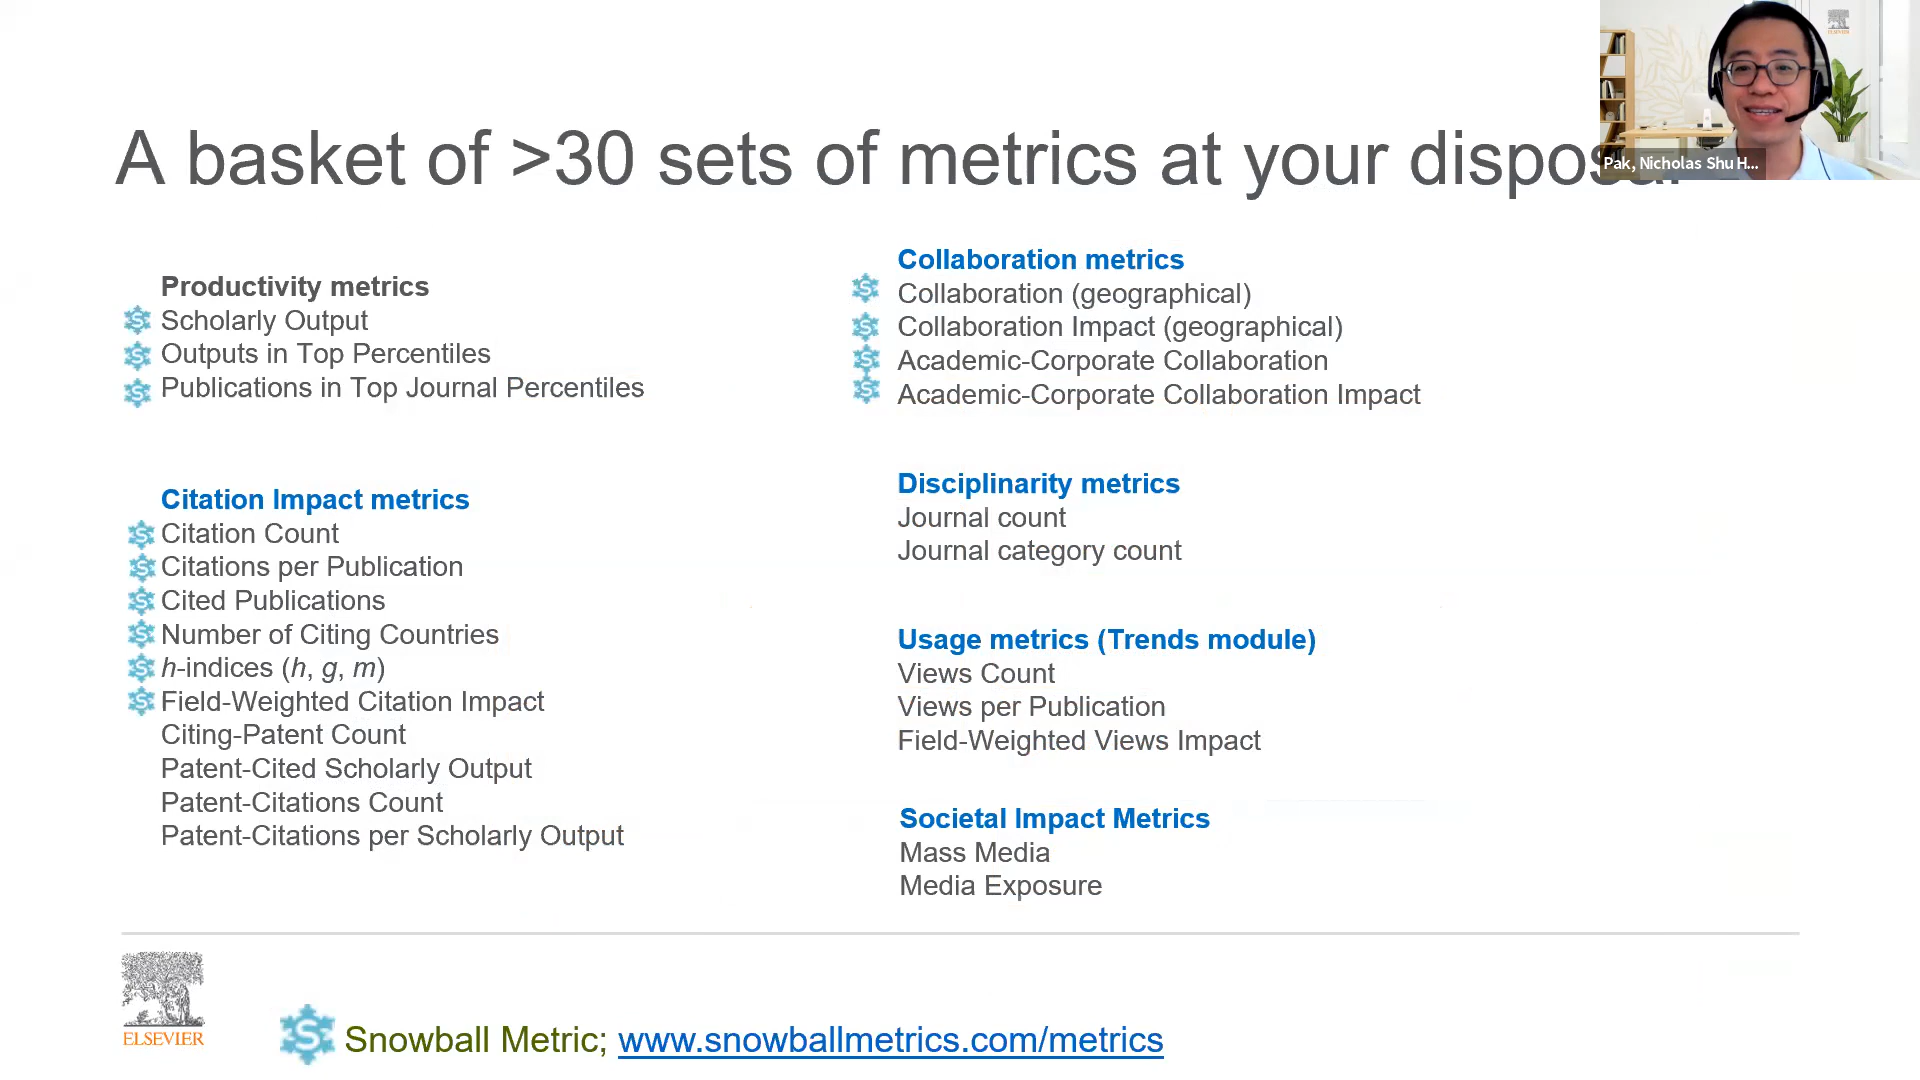 A basket of >30 sets of metrics at your disposal
Pak, Nicholas Shu H...
ELSEVIER
Productivity metrics
Scholarly Output
Outputs in Top Percentiles
Publications in Top Journal Percentiles
Citation Impact metrics
Citation Count
Citations per Publication
Cited Publications
Number of Citing Countries
h-indices (h, g, m)
Field-Weighted Citation Impact
Citing-Patent Count
Patent-Cited Scholarly Output
Patent-Citations Count
Patent-Citations per Scholarly Output
Collaboration metrics
Collaboration (geographical)
Collaboration Impact (geographical)
Academic-Corporate Collaboration
Academic-Corporate Collaboration Impact
Disciplinarity metrics
Journal count
Journal category count
Usage metrics (Trends module)
Views Count
Views per Publication
Field-Weighted Views Impact
Societal Impact Metrics
Mass Media
Media Exposure
ELSEVIER
S Snowball Metric; www.snowballmetrics.com/metrics